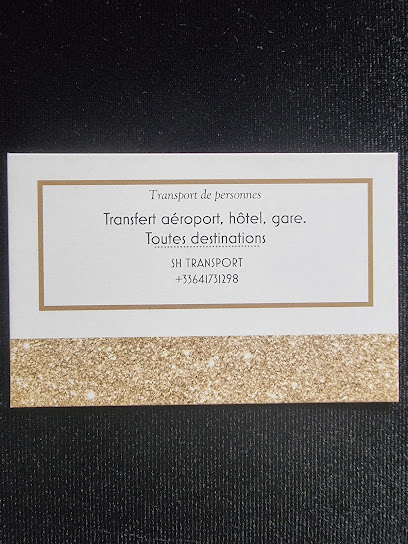 Transport de personnes
Transfert aéroport, hôtel, gare.
Toutes destinations
SH TRANSPORT
+33641731298